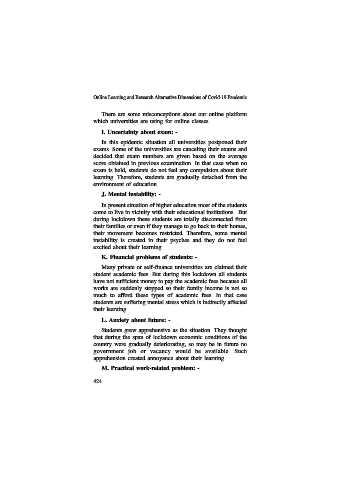 Online Learning and Research Alternative Dimensions of Covid-19 Pandemic
There are some misconceptions about our online platform
which universities are using for online classes.
I. Uncertainty about exam: -
In this epidemic situation all universities postponed their
exams. Some of the universities are canceling their exams and
decided that exam numbers are given based on the average
score obtained in previous examination. In that case when no
exam is held, students do not feel any compulsion about their
learning. Therefore, students are gradually detached from the
environment of education.
J. Mental instability: -
In present situation of higher education most of the students
come to live in vicinity with their educational institutions. But
during lockdown these students are totally disconnected from
their families or even if they manage to go back to their homes,
their movement becomes restricted. Therefore, some mental
instability is created in their psyches and they do not feel
excited about their learning.
K. Financial problems of students: -
Many private or self-finance universities are claimed their
student academic fees. But during this lockdown all students
have not sufficient money to pay the academic fees because all
works are suddenly stopped so their family income is not so
much to afford these types of academic fees. In that case
students are suffering mental stress which is indirectly affected
their learning.
L. Anxiety about future: -
Students grew apprehensive as the situation. They thought
that during the span of lockdown economic conditions of the
country were gradually deteriorating, so may be in future no
government job or vacancy would be available. Such
apprehension created annoyance about their learning.
M. Practical work-related problem: -
424